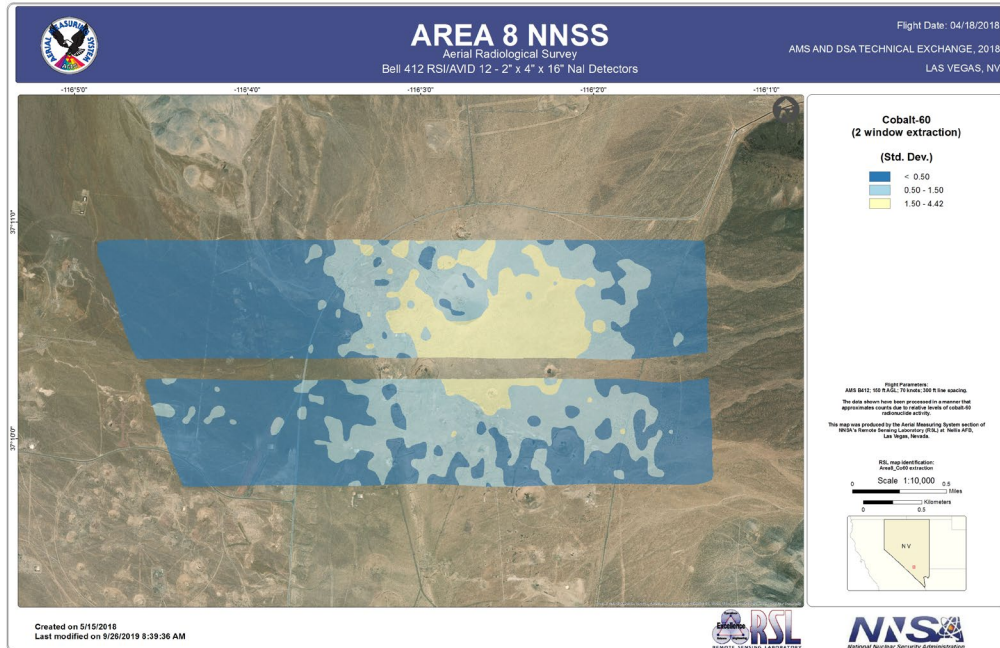 AREA 8 NNSS
Aerial Radiological Survey
Bell 412 RSI/AVID 12 - 2" x 4" x 16" NaI Detectors
Flight Date: 04/18/2018
AMS AND DSA TECHNICAL EXCHANGE, 2018
LAS VEGAS, NV
AERIAL MEASURING SYSTEM
-116°5'0"
-116°4'0"
-116°3'0"
-116°2'0"
-116°1'0"
37°11'0"
37°10'0"
Cobalt-60
(2 window extraction)
(Std. Dev.)
< 0.50
0.50 - 1.50
1.50 - 4.42
Flight Parameters:
AMS B412; 150 ft AGL; 70 knots; 300 ft line spacing.
The data shown have been processed in a manner that
approximates counts due to relative levels of cobalt-60
radionuclide activity.
This map was produced by the Aerial Measuring System section of
NNSA's Remote Sensing Laboratory (RSL) at Nellis AFB,
Las Vegas, Nevada.
RSL map identification:
Area8_Co60 extraction
Scale 1:10,000
0 0.5
Miles
Kilometers
0 0.5
NV
Created on 5/15/2018
Last modified on 9/26/2019 8:39:36 AM
Excellence
RSL
REMOTE SENSING LABORATORY
NNSA
National Nuclear Security Administration